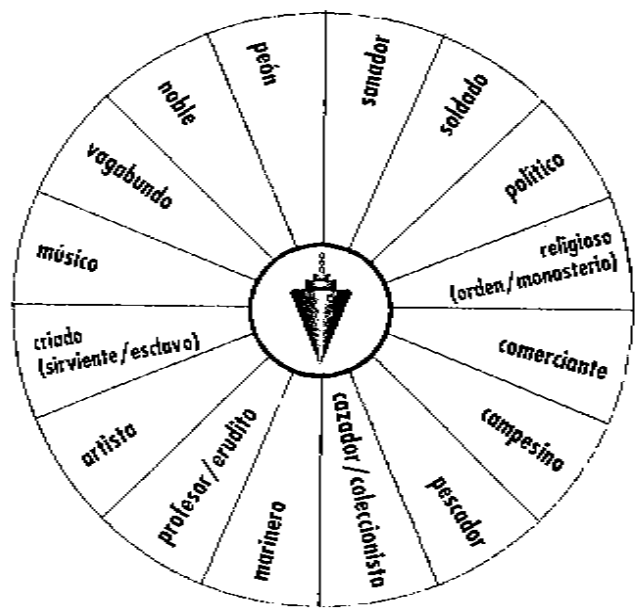 sanador
soldado
político
religioso
(orden/monasterio)
comerciante
campesino
pescador
cazador/coleccionista
marinero
profesor/erudito
artista
criado
(sirviente/esclavo)
músico
vagabundo
noble
peón